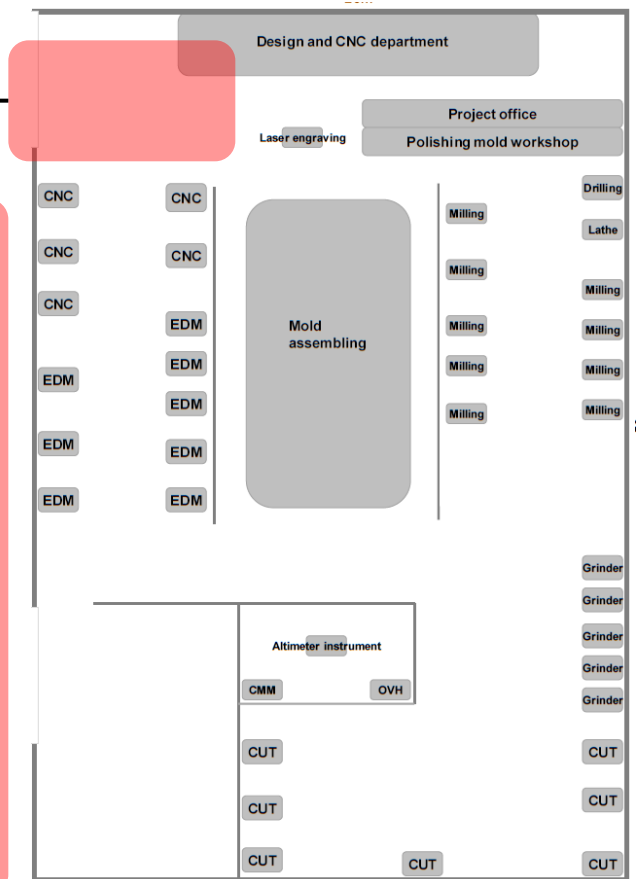 Design and CNC department
Project office
Laser engraving
Polishing mold workshop
CNC
CNC
Drilling
Milling
Lathe
CNC
CNC
Milling
CNC
Milling
EDM
Mold
assembling
Milling
Milling
EDM
Milling
Milling
EDM
EDM
Milling
Milling
EDM
EDM
EDM
EDM
Grinder
Grinder
Grinder
Altimeter instrument
Grinder
CMM
OVH
Grinder
CUT
CUT
CUT
CUT
CUT
CUT
CUT